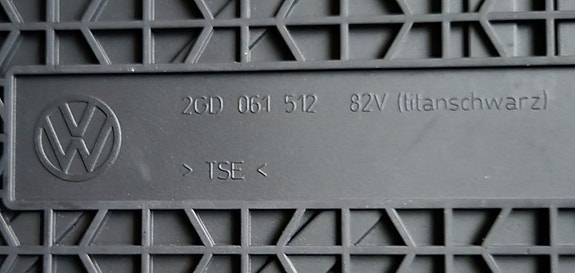 2GD 061 512 82V (titanschwarz)
> TSE <